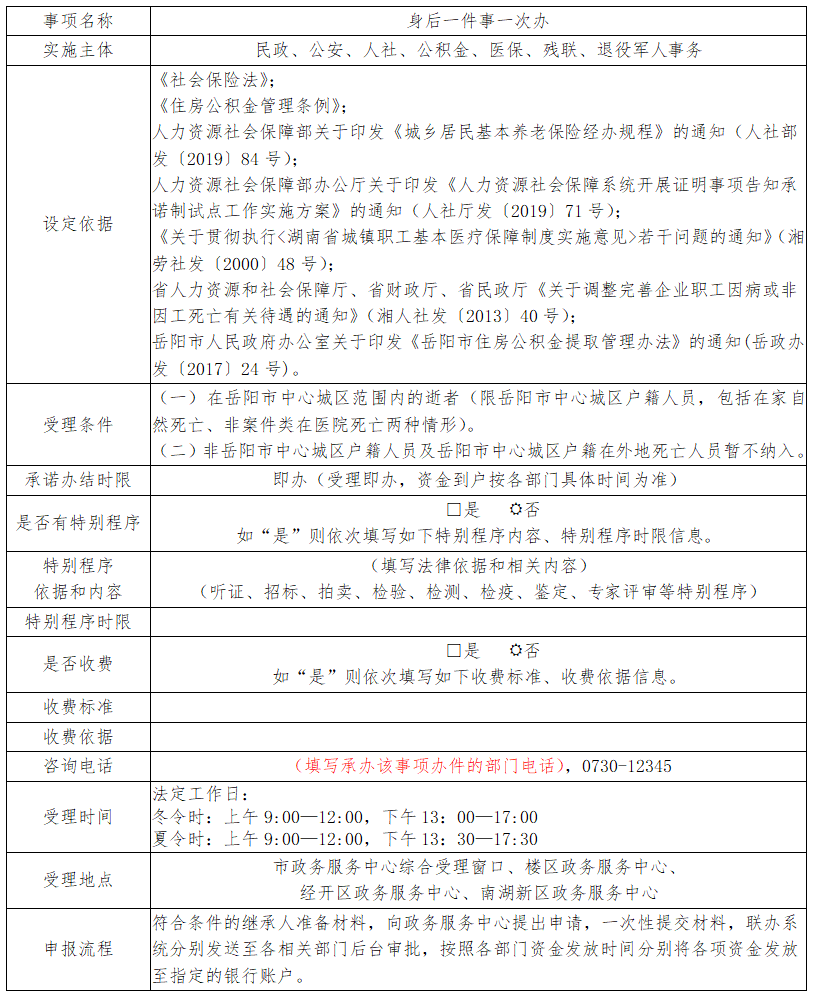 事项名称 身后一件事一次办
实施主体 民政、公安、人社、公积金、医保、残联、退役军人事务
设定依据
《社会保险法》；
《住房公积金管理条例》；
人力资源社会保障部关于印发《城乡居民基本养老保险经办规程》的通知（人社部
发〔2019〕84号）；
人力资源社会保障部办公厅关于印发《人力资源社会保障系统开展证明事项告知承
诺制试点工作实施方案》的通知（人社厅发〔2019〕71号）；
《关于贯彻执行<湖南省城镇职工基本医疗保障制度实施意见>若干问题的通知》（湘
劳社发〔2000〕48号）；
省人力资源和社会保障厅、省财政厅、省民政厅《关于调整完善企业职工因病或非
因工死亡有关待遇的通知》（湘人社发〔2013〕40号）；
岳阳市人民政府办公室关于印发《岳阳市住房公积金提取管理办法》的通知(岳政办
发〔2017〕24号)。
受理条件
（一）在岳阳市中心城区范围内的逝者（限岳阳市中心城区户籍人员，包括在家自
然死亡、非案件类在医院死亡两种情形）。
（二）非岳阳市中心城区户籍人员及岳阳市中心城区户籍在外地死亡人员暂不纳入。
承诺办结时限 即办（受理即办，资金到户按各部门具体时间为准）
是否有特别程序
□是 ✪否
如“是”则依次填写如下特别程序内容、特别程序时限信息。
特别程序
依据和内容
（填写法律依据和相关内容）
（听证、招标、拍卖、检验、检测、检疫、鉴定、专家评审等特别程序）
特别程序时限
是否收费
□是 ✪否
如“是”则依次填写如下收费标准、收费依据信息。
收费标准
收费依据
咨询电话 （填写承办该事项办件的部门电话），0730-12345
受理时间
法定工作日：
冬令时：上午9:00—12:00，下午13：00—17:00
夏令时：上午9:00—12:00，下午13：30—17:30
受理地点
市政务服务中心综合受理窗口、楼区政务服务中心、
经开区政务服务中心、南湖新区政务服务中心
申报流程
符合条件的继承人准备材料，向政务服务中心提出申请，一次性提交材料，联办系
统分别发送至各相关部门后台审批，按照各部门资金发放时间分别将各项资金发放
至指定的银行账户。